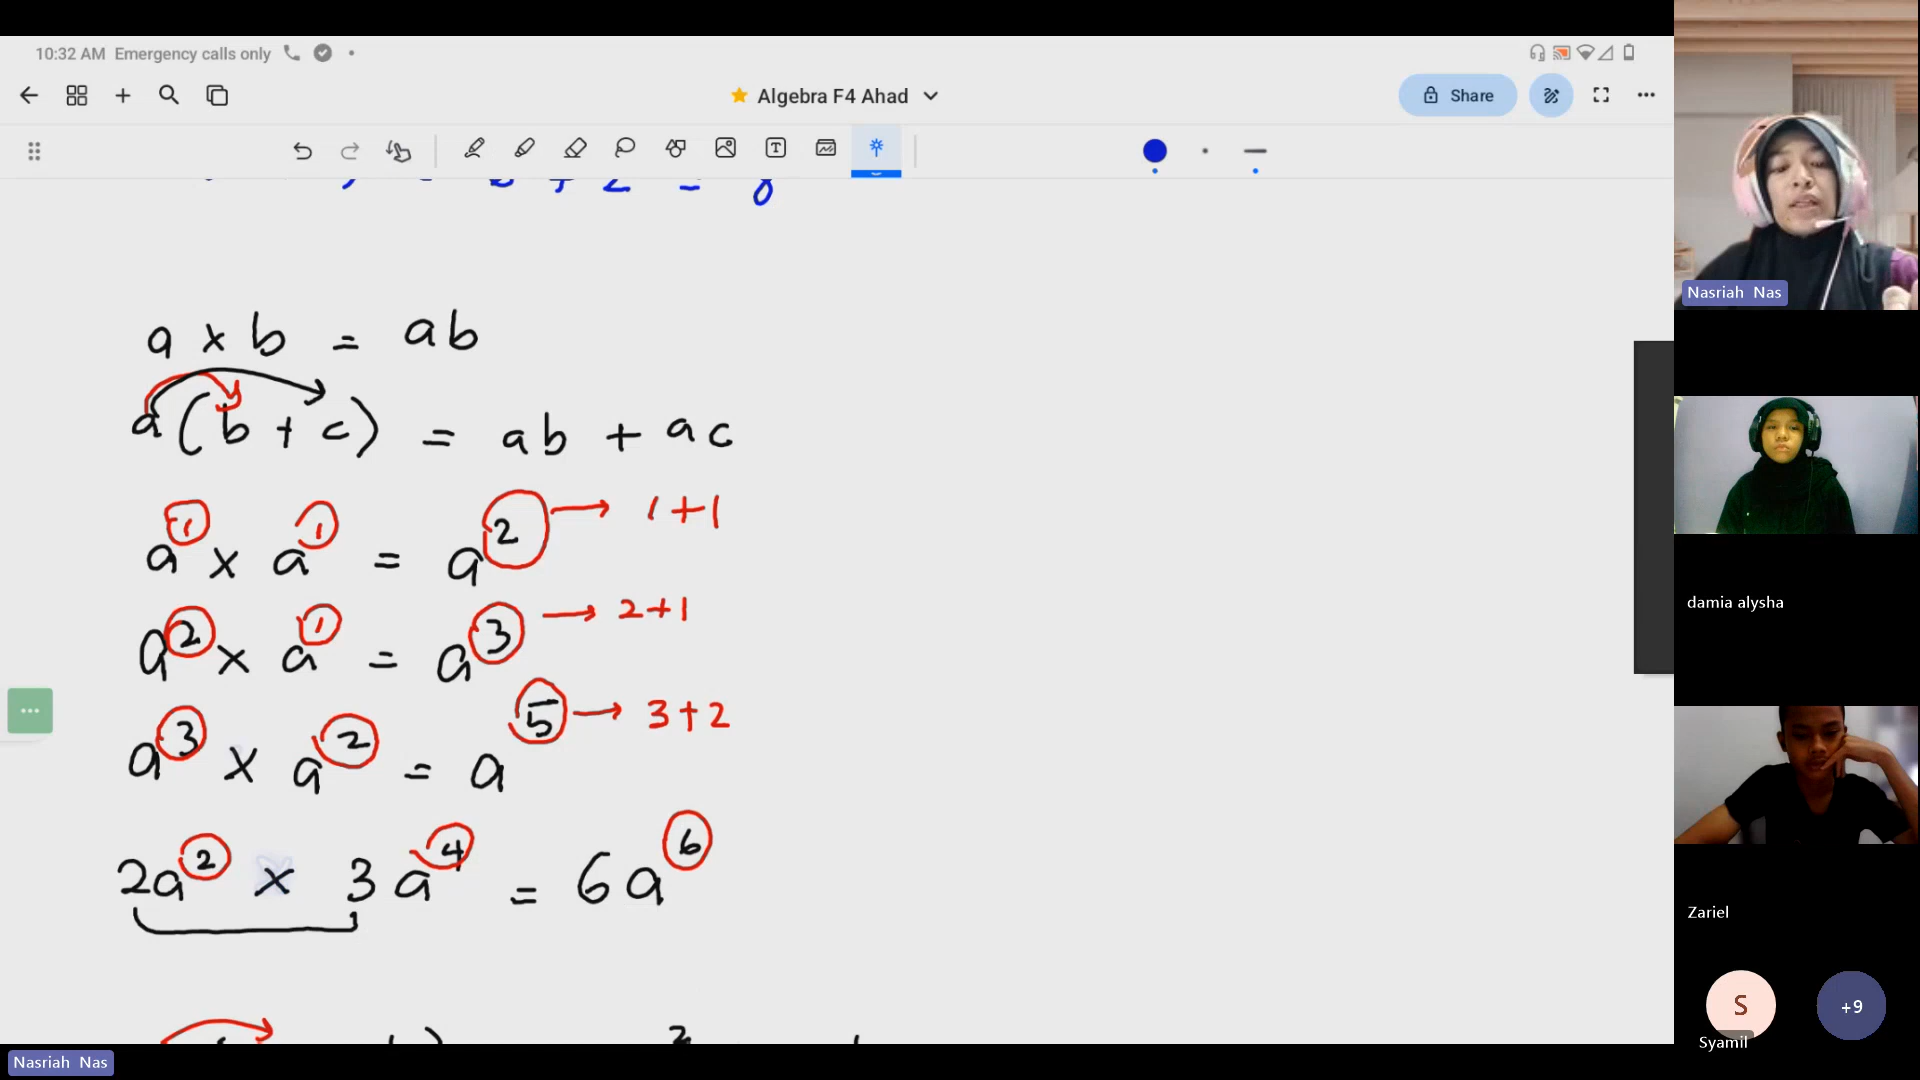 10:32 AM Emergency calls only
Algebra F4 Ahad
Share
a × b = ab
a(b + c) = ab + ac
a¹ × a¹ = a² → 1+1
a² × a¹ = a³ → 2+1
a³ × a² = a⁵ → 3+2
2a² × 3a⁴ = 6a⁶
Nasriah Nas
Nasriah Nas
damia alysha
Zariel
S
+9
Syamil